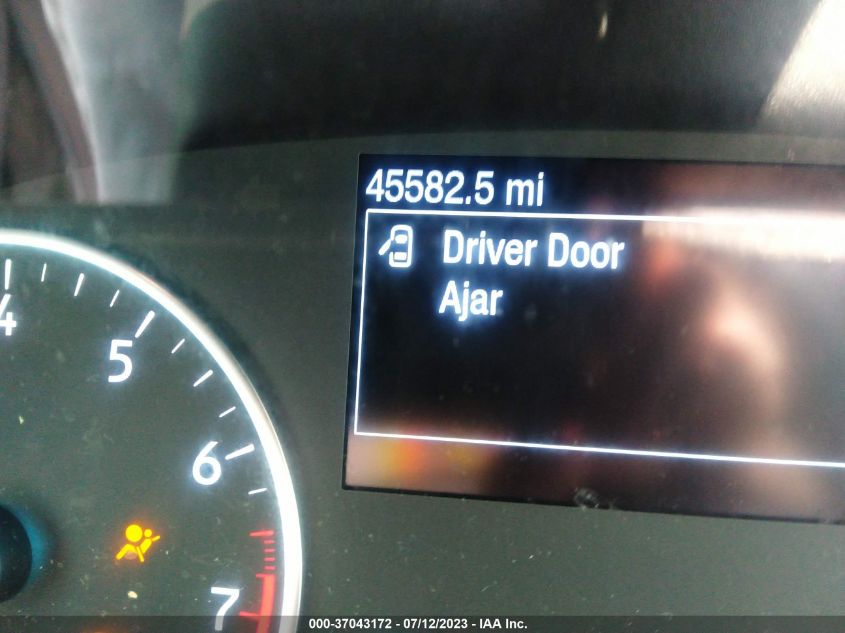 45582.5 mi
Driver Door
Ajar
4
5
6
7
000-37043172 - 07/12/2023 - IAA Inc.